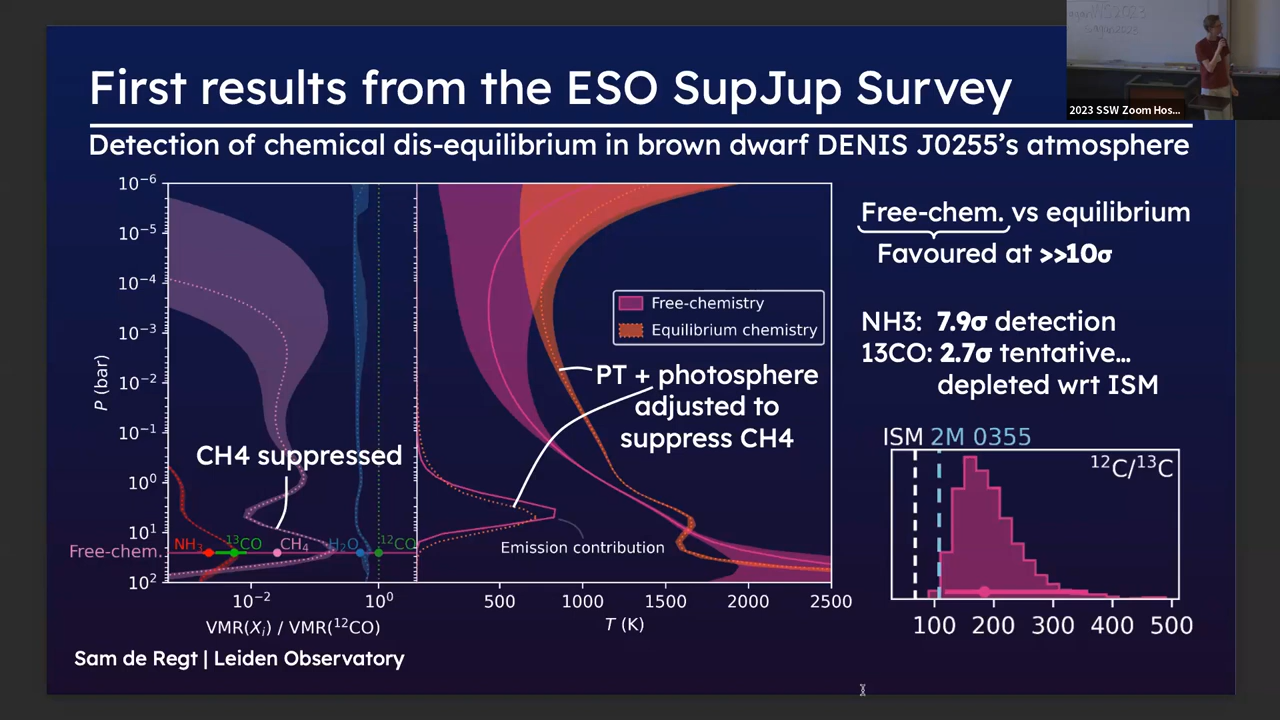 First results from the ESO SupJup Survey
2023 SSW Zoom Hos...
Detection of chemical dis-equilibrium in brown dwarf DENIS J0255's atmosphere
10⁻⁶
10⁻⁵
10⁻⁴
10⁻³
10⁻²
10⁻¹
10⁰
10¹
10²
P (bar)
CH4 suppressed
Free-chem.
NH₃
¹³CO
CH₄
H₂O
¹²CO
10⁻²
10⁰
VMR(Xᵢ) / VMR(¹²CO)
Free-chemistry
Equilibrium chemistry
PT + photosphere
adjusted to
suppress CH4
Emission contribution
500
1000
1500
2000
2500
T (K)
Free-chem. vs equilibrium
Favoured at >>10σ
NH3: 7.9σ detection
13CO: 2.7σ tentative...
depleted wrt ISM
ISM 2M 0355
¹²C/¹³C
100
200
300
400
500
Sam de Regt | Leiden Observatory